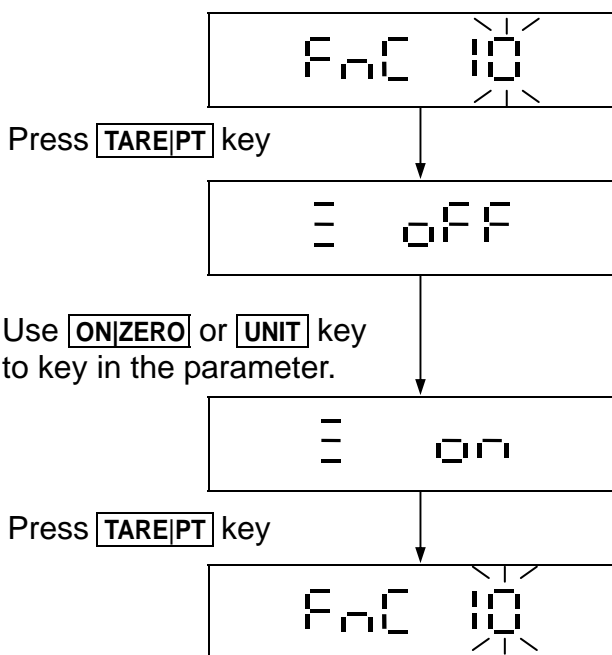 FnC 10
Press TARE|PT key
≡ oFF
Use ON|ZERO or UNIT key
to key in the parameter.
≡ on
Press TARE|PT key
FnC 10